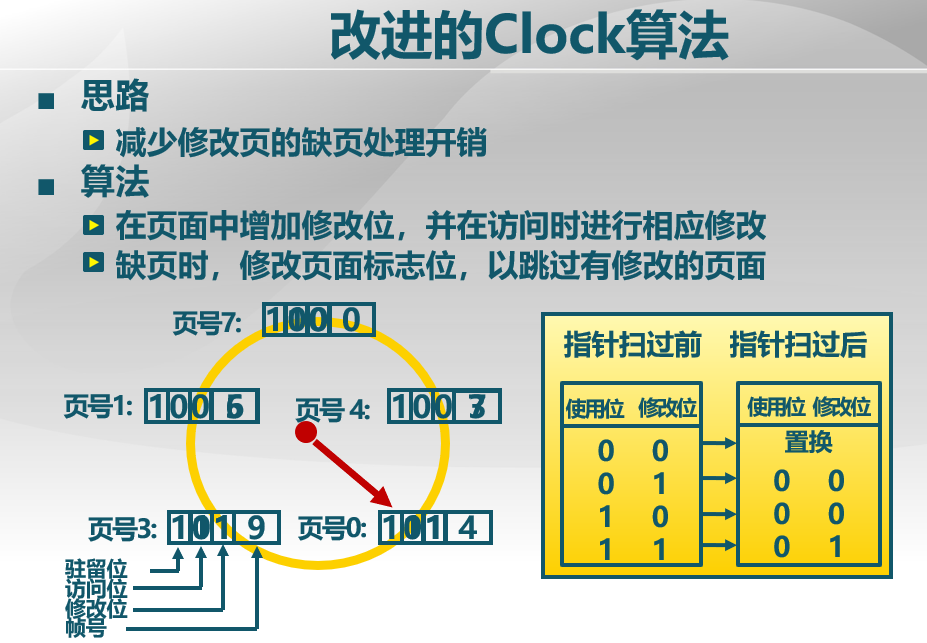 改进的Clock算法
思路
减少修改页的缺页处理开销
算法
在页面中增加修改位，并在访问时进行相应修改
缺页时，修改页面标志位，以跳过有修改的页面
页号7: 1 0 0
指针扫过前 指针扫过后
页号1: 1 0 0
页号 4: 1 0 0
使用位 修改位
使用位 修改位
置换
0 0
0 1
0 0
1 0
0 0
1 1
0 1
页号3: 1 1 9
页号0: 1 1 4
驻留位
访问位
修改位
帧号